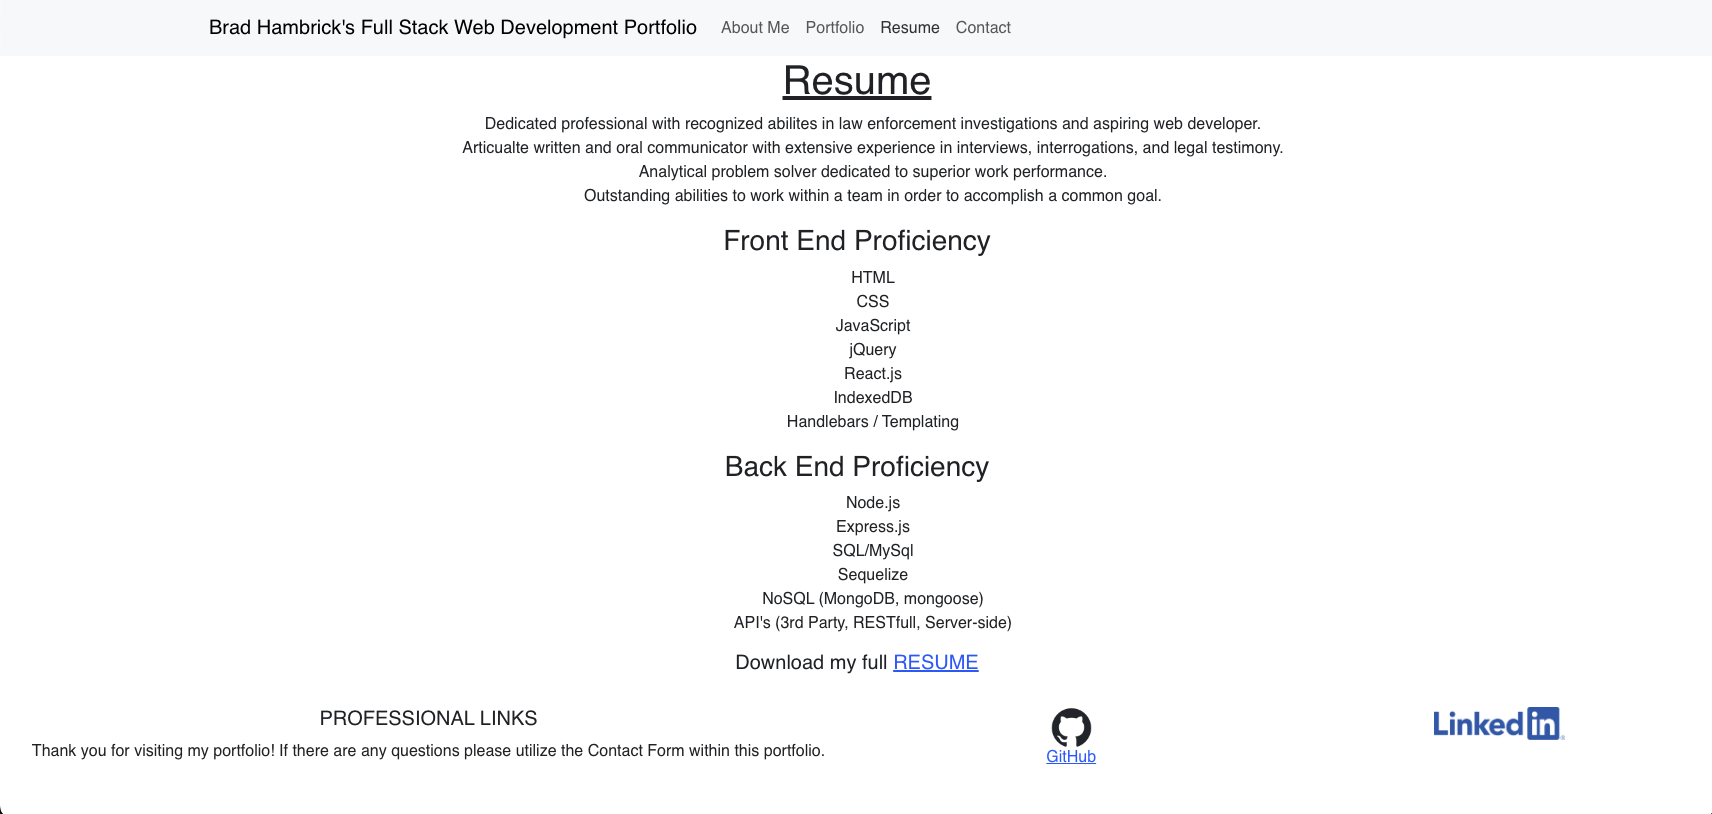 Brad Hambrick's Full Stack Web Development Portfolio About Me Portfolio Resume Contact
Resume
Dedicated professional with recognized abilites in law enforcement investigations and aspiring web developer.
Articualte written and oral communicator with extensive experience in interviews, interrogations, and legal testimony.
Analytical problem solver dedicated to superior work performance.
Outstanding abilities to work within a team in order to accomplish a common goal.
Front End Proficiency
HTML
CSS
JavaScript
jQuery
React.js
IndexedDB
Handlebars / Templating
Back End Proficiency
Node.js
Express.js
SQL/MySql
Sequelize
NoSQL (MongoDB, mongoose)
API's (3rd Party, RESTfull, Server-side)
Download my full RESUME
PROFESSIONAL LINKS
Thank you for visiting my portfolio! If there are any questions please utilize the Contact Form within this portfolio.
GitHub
Linked in